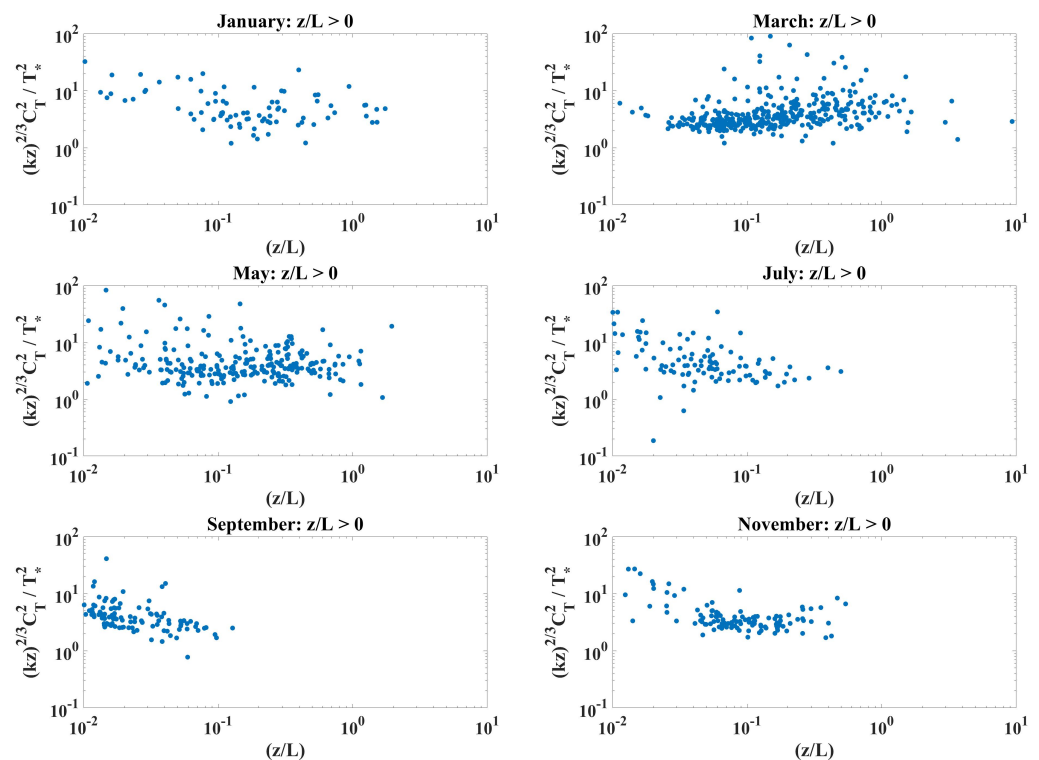 January: z/L > 0
March: z/L > 0
10^2
10^1
10^0
10^-1
(kz)^2/3 C_T^2 / T_*^2
10^-2
10^-1
10^0
10^1
(z/L)
10^2
10^1
10^0
10^-1
(kz)^2/3 C_T^2 / T_*^2
10^-2
10^-1
10^0
10^1
(z/L)
May: z/L > 0
July: z/L > 0
10^2
10^1
10^0
10^-1
(kz)^2/3 C_T^2 / T_*^2
10^-2
10^-1
10^0
10^1
(z/L)
10^2
10^1
10^0
10^-1
(kz)^2/3 C_T^2 / T_*^2
10^-2
10^-1
10^0
10^1
(z/L)
September: z/L > 0
November: z/L > 0
10^2
10^1
10^0
10^-1
(kz)^2/3 C_T^2 / T_*^2
10^-2
10^-1
10^0
10^1
(z/L)
10^2
10^1
10^0
10^-1
(kz)^2/3 C_T^2 / T_*^2
10^-2
10^-1
10^0
10^1
(z/L)